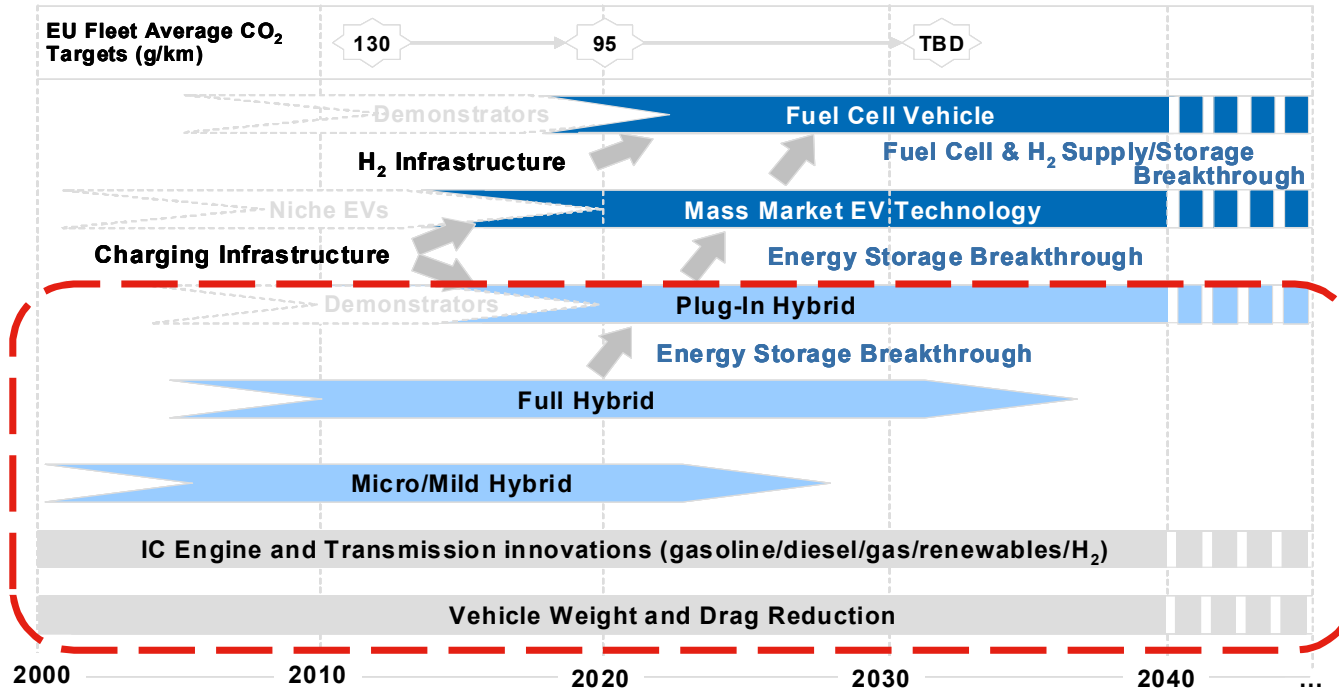 EU Fleet Average CO₂
Targets (g/km)
130
95
TBD
Demonstrators
Fuel Cell Vehicle
H₂ Infrastructure
Fuel Cell & H₂ Supply/Storage
Breakthrough
Niche EVs
Mass Market EV Technology
Charging Infrastructure
Energy Storage Breakthrough
Demonstrators
Plug-In Hybrid
Energy Storage Breakthrough
Full Hybrid
Micro/Mild Hybrid
IC Engine and Transmission innovations (gasoline/diesel/gas/renewables/H₂)
Vehicle Weight and Drag Reduction
2000 2010 2020 2030 2040 ...